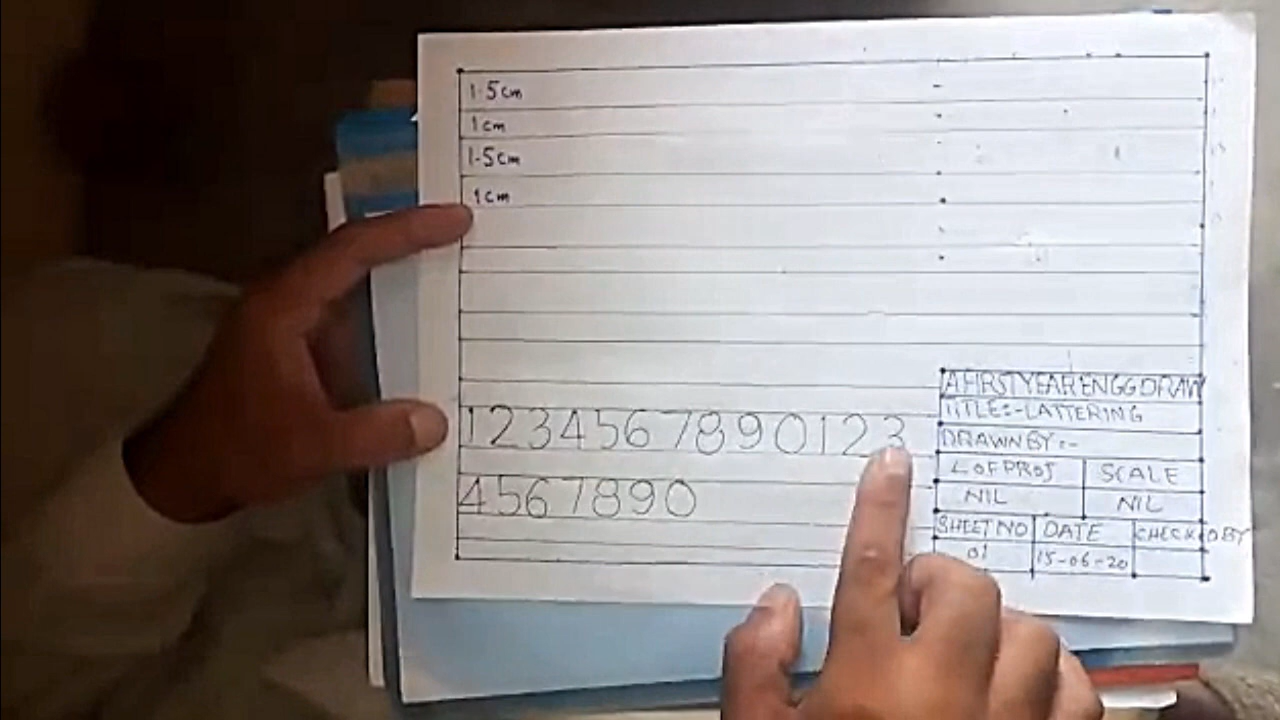 1.5cm
1cm
1.5cm
1cm
A FIRST YEAR ENGG DRAW
TITLE:-LATTERING
1234567890123
DRAWN BY:-
∠ OF PROJ SCALE
NIL NIL
4567890
SHEET NO DATE CHECKED BY
01 15-06-20